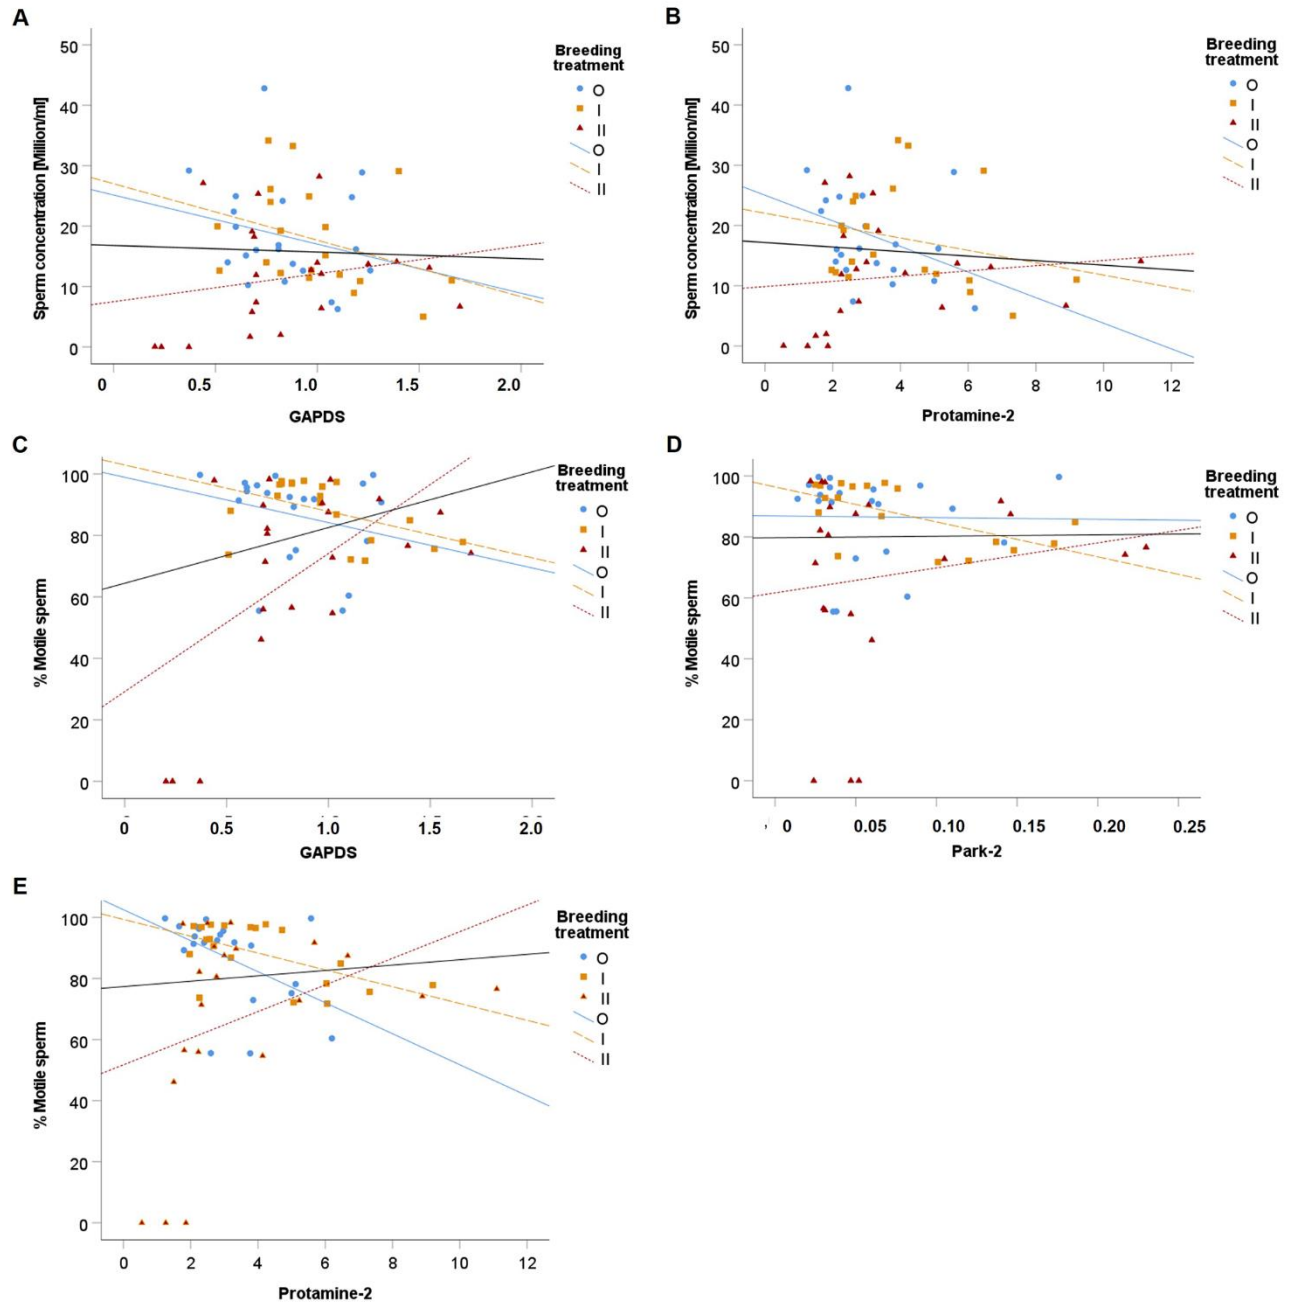 A
Sperm concentration [Million/ml]
50
40
30
20
10
0
0 0.5 1.0 1.5 2.0
GAPDS
Breeding
treatment
O
I
II
O
I
II
B
Sperm concentration [Million/ml]
50
40
30
20
10
0
0 2 4 6 8 10 12
Protamine-2
Breeding
treatment
O
I
II
O
I
II
C
% Motile sperm
100
80
60
40
20
0
0 0.5 1.0 1.5 2.0
GAPDS
Breeding
treatment
O
I
II
O
I
II
D
% Motile sperm
100
80
60
40
20
0
0 0.05 0.10 0.15 0.20 0.25
Park-2
Breeding
treatment
O
I
II
O
I
II
E
% Motile sperm
100
80
60
40
20
0
0 2 4 6 8 10 12
Protamine-2
Breeding
treatment
O
I
II
O
I
II